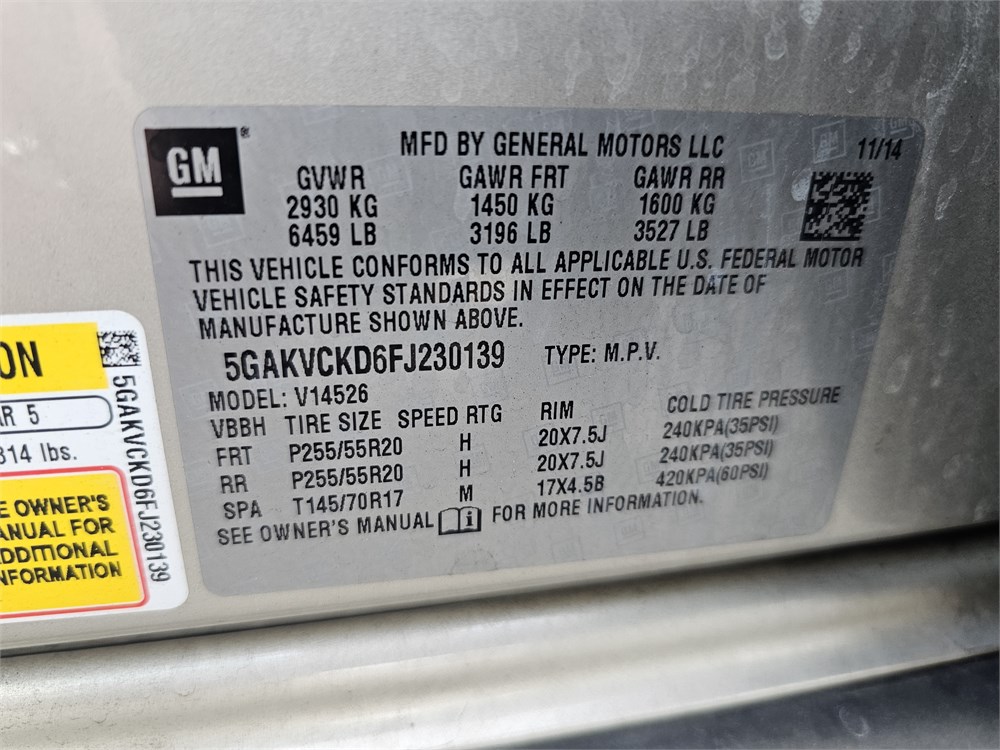 GM
MFD BY GENERAL MOTORS LLC 11/14
GVWR GAWR FRT GAWR RR
2930 KG 1450 KG 1600 KG
6459 LB 3196 LB 3527 LB
THIS VEHICLE CONFORMS TO ALL APPLICABLE U.S. FEDERAL MOTOR
VEHICLE SAFETY STANDARDS IN EFFECT ON THE DATE OF
MANUFACTURE SHOWN ABOVE.
5GAKVCKD6FJ230139 TYPE: M.P.V.
MODEL: V14526
VBBH TIRE SIZE SPEED RTG RIM COLD TIRE PRESSURE
FRT P255/55R20 H 20X7.5J 240KPA(35PSI)
RR P255/55R20 H 20X7.5J 240KPA(35PSI)
SPA T145/70R17 M 17X4.5B 420KPA(60PSI)
SEE OWNER'S MANUAL i FOR MORE INFORMATION.
ON
AR 5
814 lbs.
E OWNER'S
ANUAL FOR
DDITIONAL
NFORMATION
5GAKVCKD6FJ230139